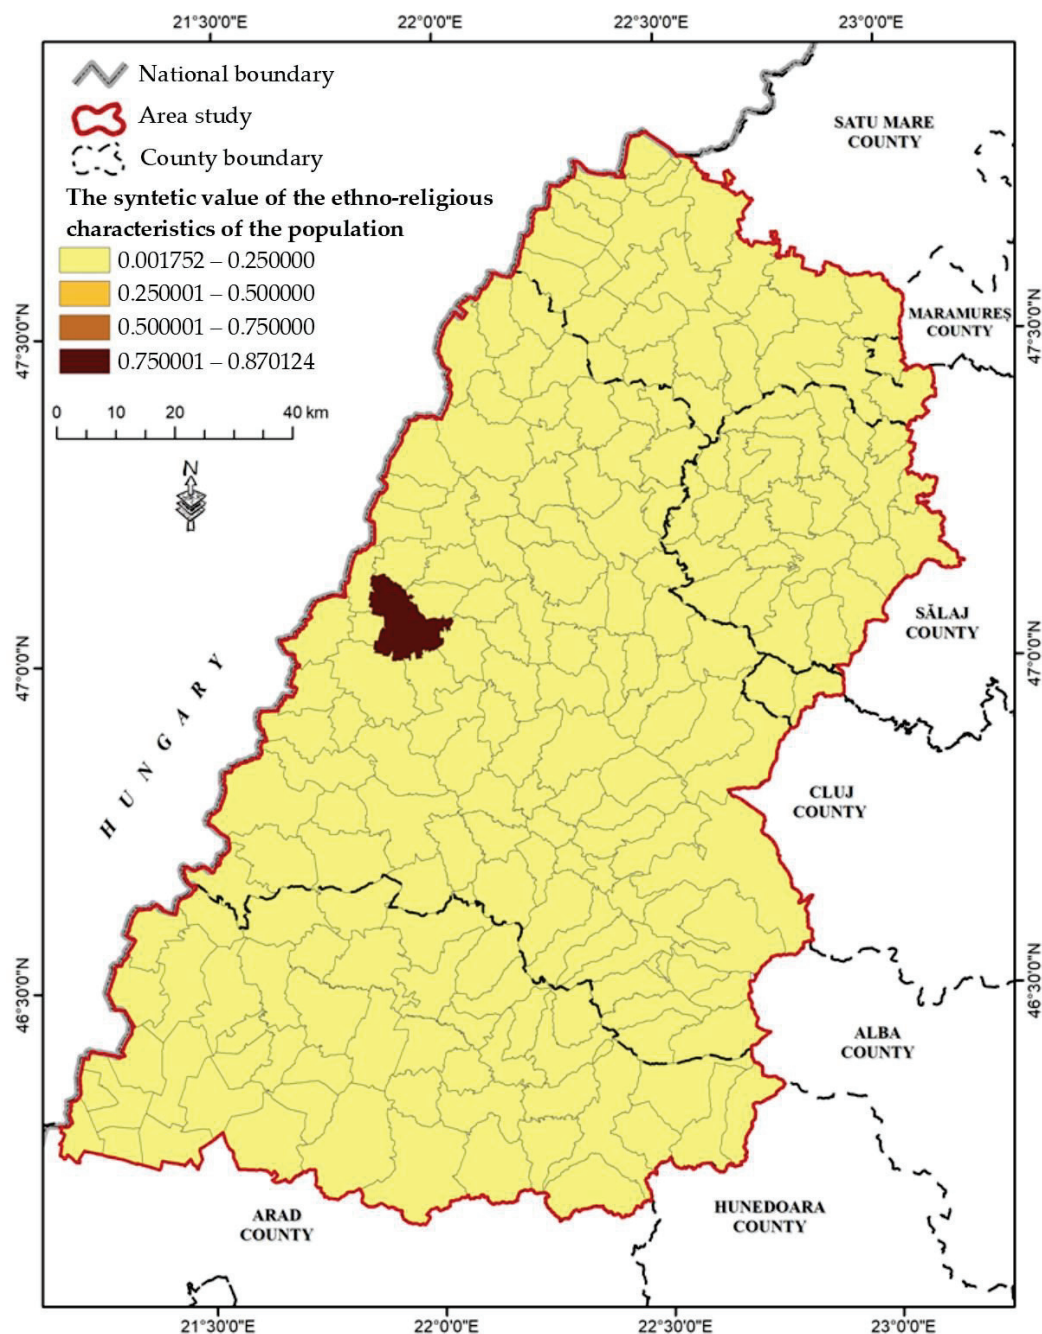 21°30'0"E 22°0'0"E 22°30'0"E 23°0'0"E
National boundary
Area study
County boundary
The syntetic value of the ethno-religious
characteristics of the population
0.001752 – 0.250000
0.250001 – 0.500000
0.500001 – 0.750000
0.750001 – 0.870124
0 10 20 40 km
N
SATU MARE
COUNTY
MARAMUREȘ
COUNTY
47°30'0"N 47°30'0"N
SĂLAJ
COUNTY
47°0'0"N 47°0'0"N
HUNGARY
CLUJ
COUNTY
46°30'0"N 46°30'0"N
ALBA
COUNTY
ARAD
COUNTY
HUNEDOARA
COUNTY
21°30'0"E 22°0'0"E 22°30'0"E 23°0'0"E